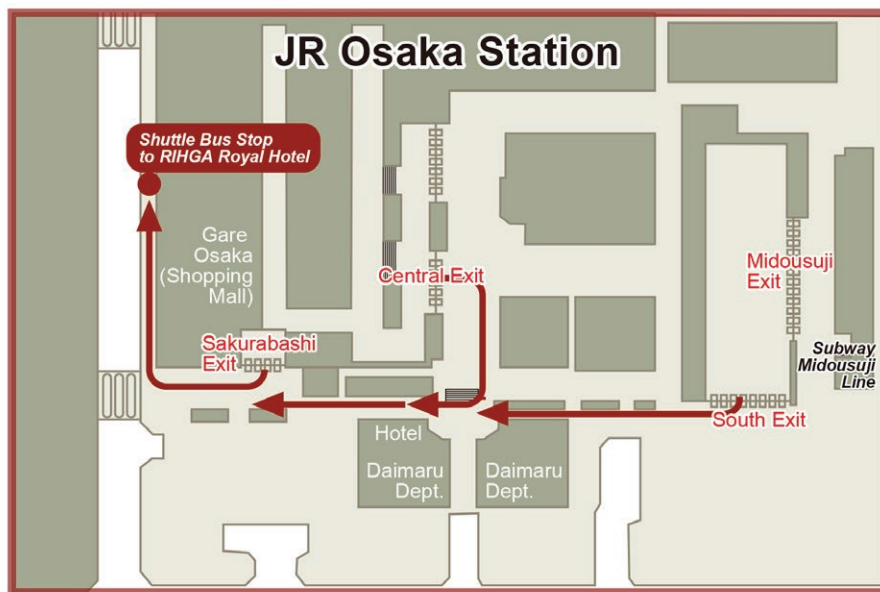 JR Osaka Station
Shuttle Bus Stop
to RIHGA Royal Hotel
Gare
Osaka
(Shopping
Mall)
Central Exit
Midousuji
Exit
Sakurabashi
Exit
Subway
Midousuji
Line
South Exit
Hotel
Daimaru
Dept.
Daimaru
Dept.